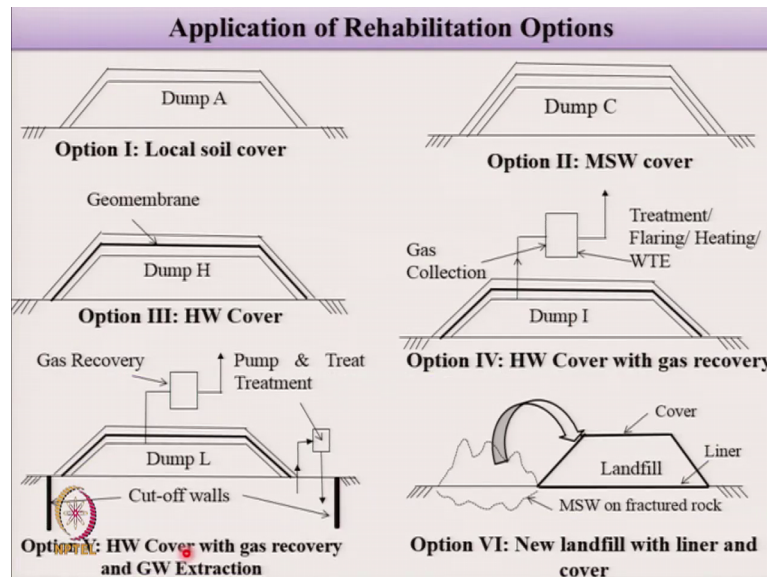 Application of Rehabilitation Options
Dump A
Option I: Local soil cover
Dump C
Option II: MSW cover
Geomembrane
Dump H
Option III: HW Cover
Gas
Collection
Treatment/
Flaring/ Heating/
WTE
Dump I
Option IV: HW Cover with gas recovery
Gas Recovery
Pump & Treat
Treatment
Dump L
Cut-off walls
Option V: HW Cover with gas recovery
and GW Extraction
NPTEL
Cover
Liner
Landfill
MSW on fractured rock
Option VI: New landfill with liner and
cover